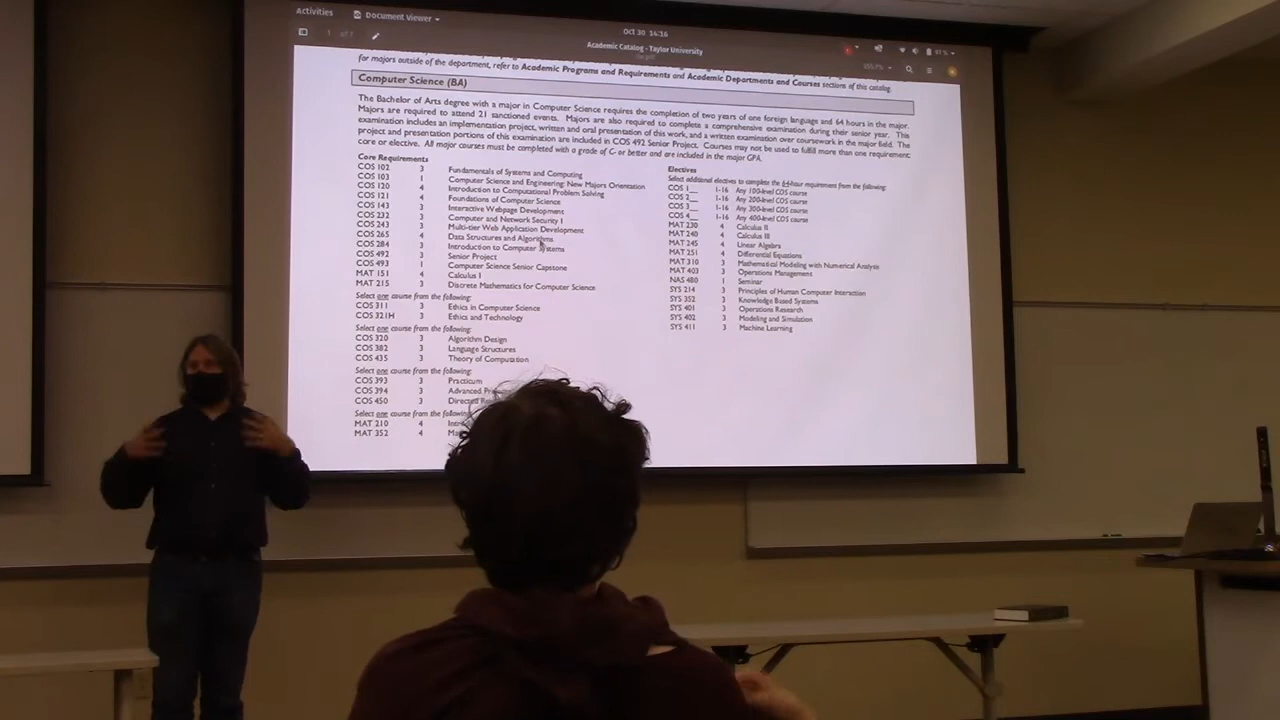 Activities Document Viewer
Oct 30 14:16
1 of 1
Academic Catalog - Taylor University
for majors outside of the department, refer to Academic Programs and Requirements and Academic Departments and Courses sections of this catalog.
Computer Science (BA)
The Bachelor of Arts degree with a major in Computer Science requires the completion of two years of one foreign language and 64 hours in the major.
Majors are required to attend 21 sanctioned events. Majors are also required to complete a comprehensive examination during their senior year. This
examination includes an implementation project, written and oral presentation of this work, and a written examination over coursework in the major field. The
project and presentation portions of this examination are included in COS 492 Senior Project. Courses may not be used to fulfill more than one requirement:
core or elective. All major courses must be completed with a grade of C- or better and are included in the major GPA.
Core Requirements
COS 102 3 Fundamentals of Systems and Computing
COS 103 1 Computer Science and Engineering: New Majors Orientation
COS 120 4 Introduction to Computational Problem Solving
COS 121 4 Foundations of Computer Science
COS 143 3 Interactive Webpage Development
COS 232 3 Computer and Network Security I
COS 243 3 Multi-tier Web Application Development
COS 265 4 Data Structures and Algorithms
COS 284 3 Introduction to Computer Systems
COS 492 3 Senior Project
COS 493 1 Computer Science Senior Capstone
MAT 151 4 Calculus I
MAT 215 3 Discrete Mathematics for Computer Science
Select one course from the following:
COS 311 3 Ethics in Computer Science
COS 321H 3 Ethics and Technology
Select one course from the following:
COS 320 3 Algorithm Design
COS 382 3 Language Structures
COS 435 3 Theory of Computation
Select one course from the following:
COS 393 3 Practicum
COS 394 3 Advanced
COS 450 3 Directed
Select one course from the following
MAT 210 4
MAT 352 4
Electives
Select additional electives to complete the 64-hour requirement from the following:
COS 1__ 1-16 Any 100-level COS course
COS 2__ 1-16 Any 200-level COS course
COS 3__ 1-16 Any 300-level COS course
COS 4__ 1-16 Any 400-level COS course
MAT 230 4 Calculus II
MAT 240 4 Calculus III
MAT 245 4 Linear Algebra
MAT 251 4 Differential Equations
MAT 310 3 Mathematical Modeling with Numerical Analysis
MAT 403 3 Operations Management
NAS 480 1 Seminar
SYS 214 3 Principles of Human Computer Interaction
SYS 352 3 Knowledge Based Systems
SYS 401 3 Operations Research
SYS 402 3 Modeling and Simulation
SYS 411 3 Machine Learning